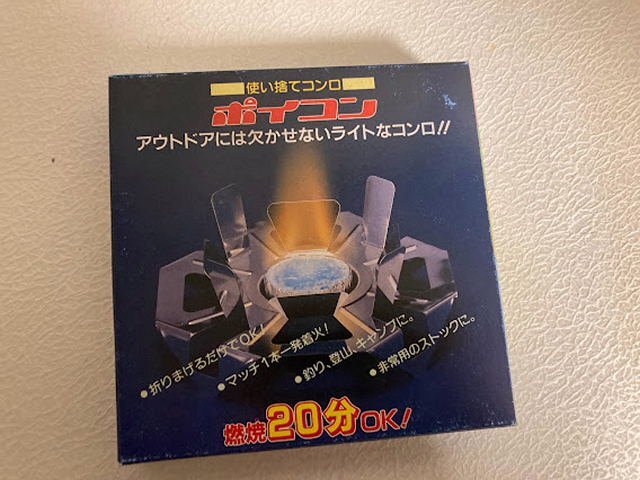 使い捨てコンロ
ポイコン
アウトドアには欠かせないライトなコンロ!!
・折りまげるだけでOK!
・マッチ1本一発着火!
・釣り、登山、キャンプに。
・非常用のストックに。
燃焼20分OK!